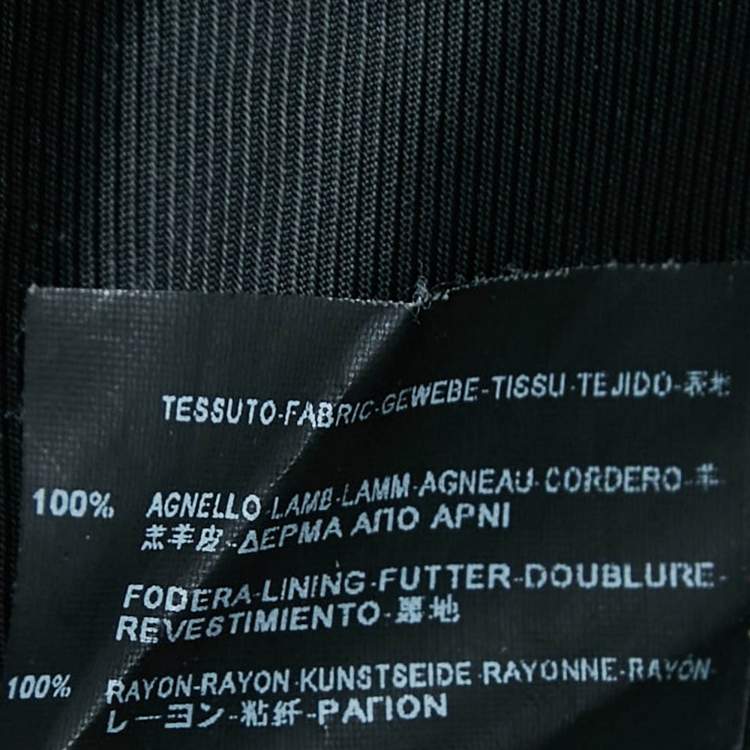 TESSUTO-FABRIC-GEWEBE-TISSU-TEJIDO-表地
100% AGNELLO-LAMB-LAMM-AGNEAU-CORDERO-羊
羔羊皮-ΔΕΡΜΑ ΑΠΟ ΑΡΝΙ
FODERA-LINING-FUTTER-DOUBLURE-
REVESTIMIENTO-裏地
100% RAYON-RAYON-KUNSTSEIDE-RAYONNE-RAYÓN-
レーヨン-粘纤-ΡΑΓΙΟΝ